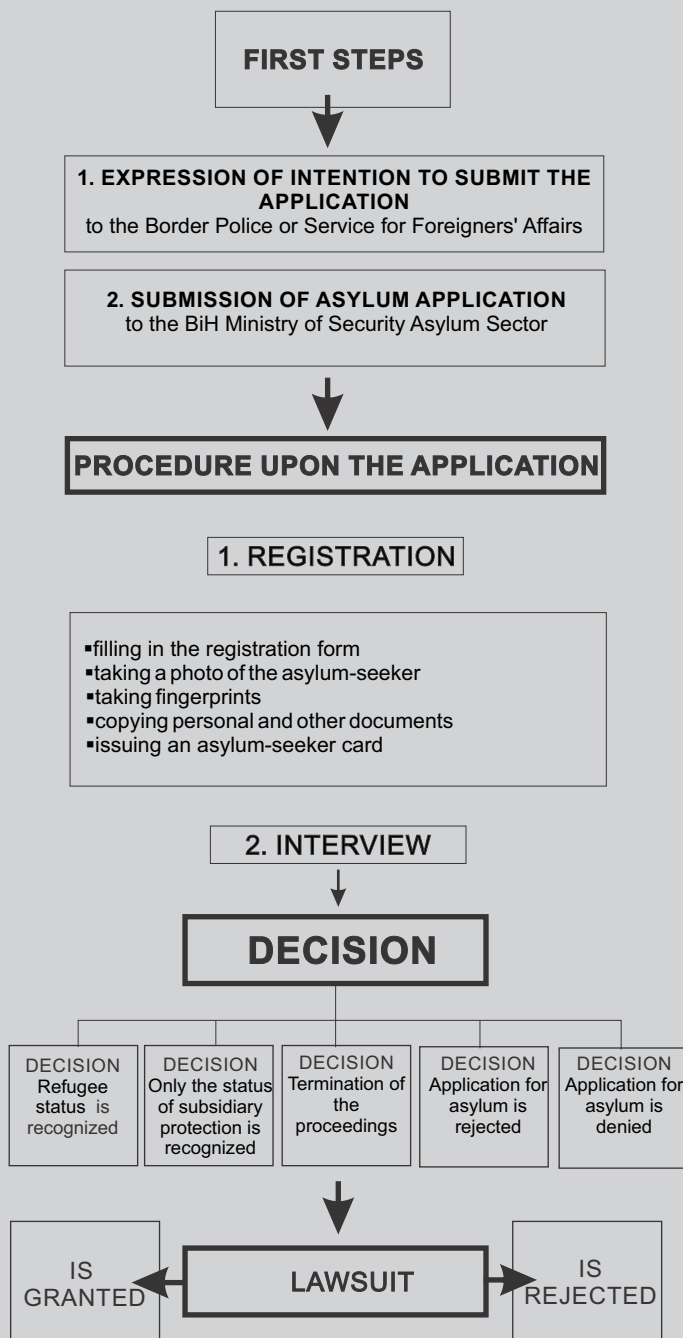 FIRST STEPS
1. EXPRESSION OF INTENTION TO SUBMIT THE
APPLICATION
to the Border Police or Service for Foreigners' Affairs
2. SUBMISSION OF ASYLUM APPLICATION
to the BiH Ministry of Security Asylum Sector
PROCEDURE UPON THE APPLICATION
1. REGISTRATION
▪filling in the registration form
▪taking a photo of the asylum-seeker
▪taking fingerprints
▪copying personal and other documents
▪issuing an asylum-seeker card
2. INTERVIEW
DECISION
DECISION
Refugee
status is
recognized
DECISION
Only the status
of subsidiary
protection is
recognized
DECISION
Termination of
the
proceedings
DECISION
Application for
asylum is
rejected
DECISION
Application for
asylum is
denied
IS
GRANTED
LAWSUIT
IS
REJECTED